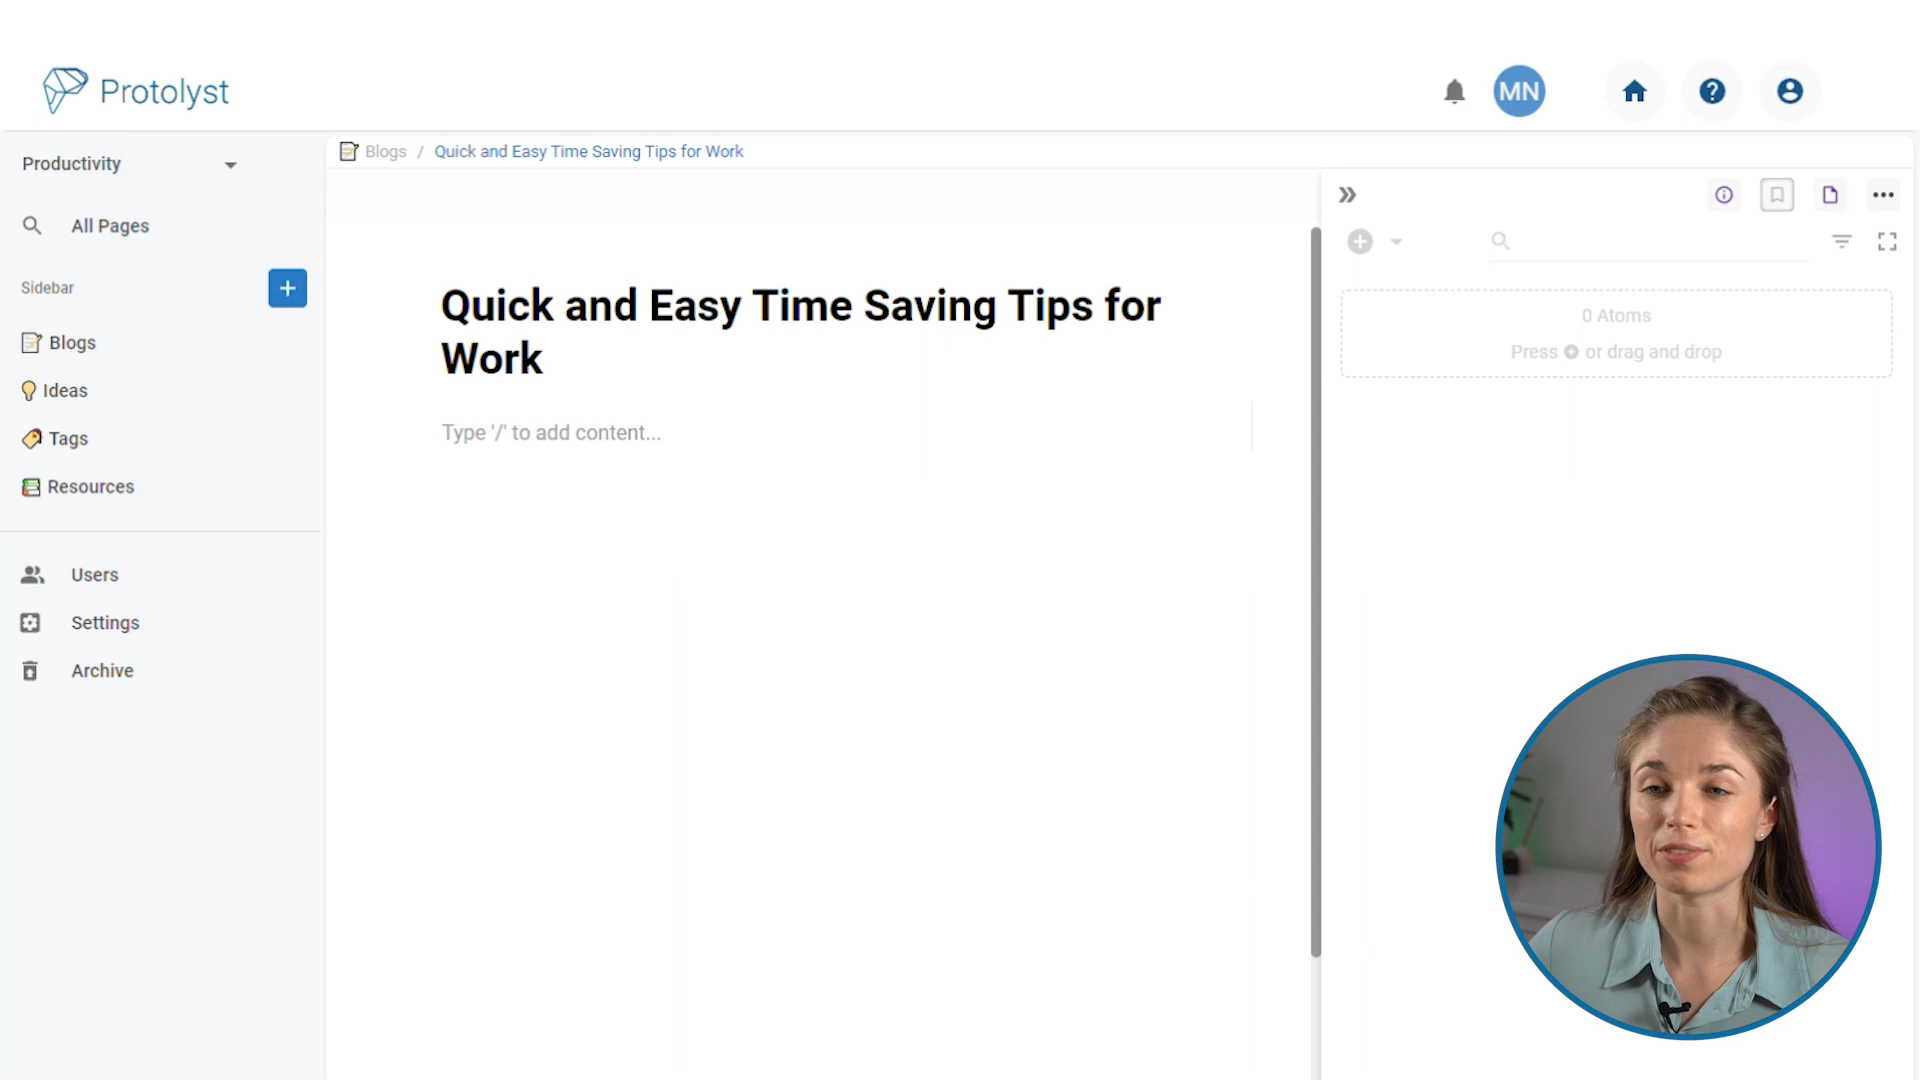 Protolyst
MN
Productivity
Blogs / Quick and Easy Time Saving Tips for Work
All Pages
Sidebar
Blogs
Ideas
Tags
Resources
Users
Settings
Archive
Quick and Easy Time Saving Tips for
Work
Type '/' to add content...
0 Atoms
Press or drag and drop